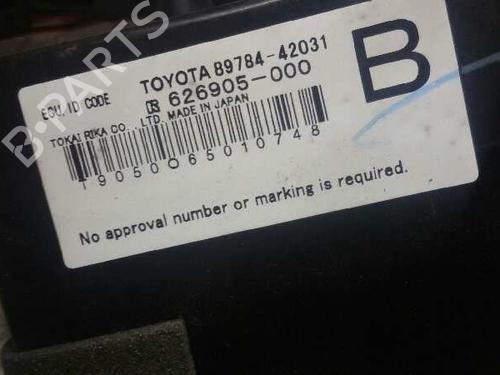 TOYOTA 89784-42031
ECU. ID CODE
626905-000
B
TOKAI RIKA CO., LTD. MADE IN JAPAN
T9050065010748
No approval number or marking is required.
B-PARTS